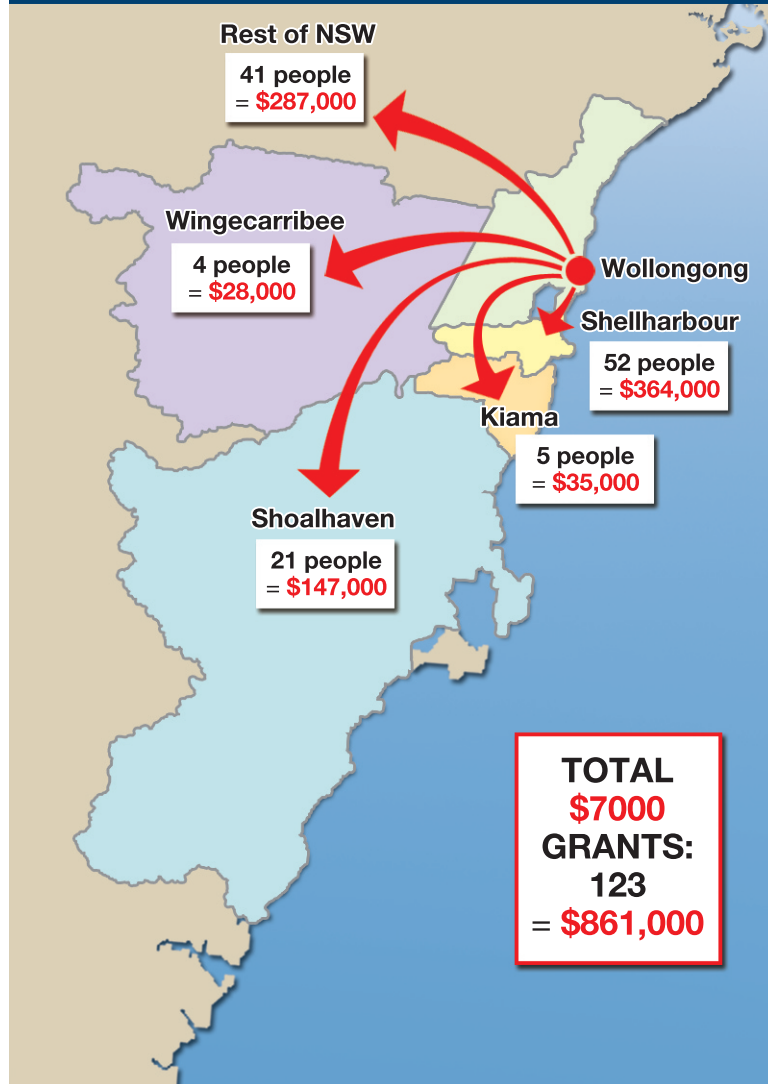 Rest of NSW
41 people
= $287,000
Wingecarribee
4 people
= $28,000
Wollongong
Shellharbour
52 people
= $364,000
Kiama
5 people
= $35,000
Shoalhaven
21 people
= $147,000
TOTAL
$7000
GRANTS:
123
= $861,000